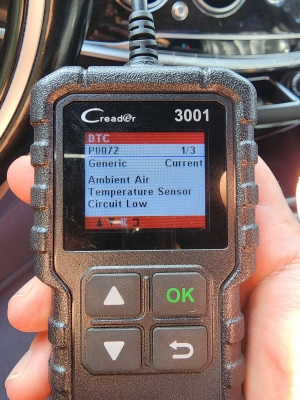 Creader 3001
DTC
P0072 1/3
Generic Current
Ambient Air
Temperature Sensor
Circuit Low
OK